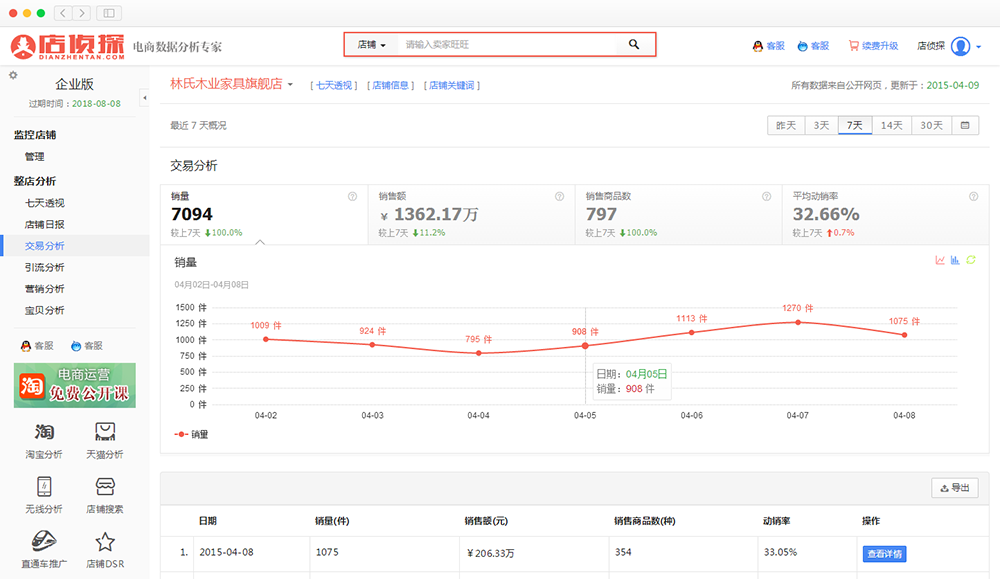 店侦探 电商数据分析专家
DIANZHENTAN.COM
店铺 请输入卖家旺旺
客服 客服 续费升级 店侦探
企业版
过期时间：2018-08-08
监控店铺
管理
整店分析
七天透视
店铺日报
交易分析
引流分析
营销分析
宝贝分析
客服 客服
电商运营
淘 免费公开课
淘
淘宝分析 天猫分析
无线分析 店铺搜索
直通车推广 店铺DSR
林氏木业家具旗舰店 [ 七天透视 ] [ 店铺信息 ] [ 店铺关键词 ] 所有数据来自公开网页，更新于：2015-04-09
最近 7 天概况 昨天 3天 7天 14天 30天
交易分析
销量 ? 销售额 ? 销售商品数 ? 平均动销率 ?
7094 ￥ 1362.17万 797 32.66%
较上7天 100.0% 较上7天 11.2% 较上7天 100.0% 较上7天 0.7%
销量
04月02日-04月08日
1500 件
1250 件
1000 件
750 件
500 件
250 件
0 件
1009 件 924 件 795 件 908 件 1113 件 1270 件 1075 件
日期：04月05日
销量：908 件
04-02 04-03 04-04 04-05 04-06 04-07 04-08
销量
导出
日期 销量(件) 销售额(元) 销售商品数(种) 动销率 操作
1. 2015-04-08 1075 ￥206.33万 354 33.05% 查看详情